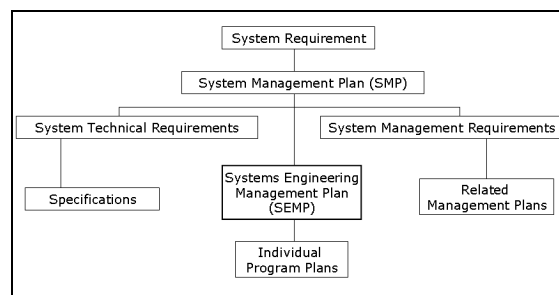 System Requirement
System Management Plan (SMP)
System Technical Requirements
System Management Requirements
Specifications
Systems Engineering
Management Plan
(SEMP)
Related
Management Plans
Individual
Program Plans